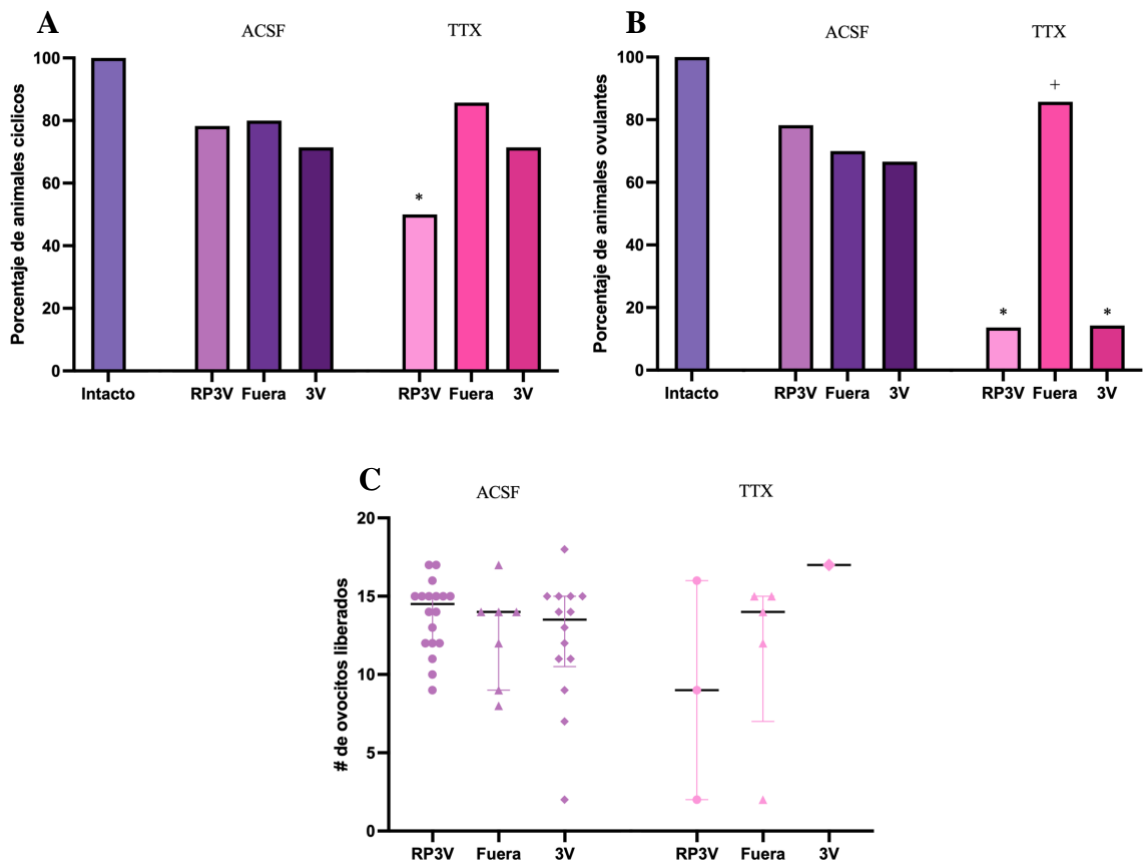 A
ACSF TTX
Porcentaje de animales cíclicos
100
80
60
40
20
0
*
Intacto RP3V Fuera 3V RP3V Fuera 3V
B
ACSF TTX
Porcentaje de animales ovulantes
100
80
60
40
20
0
+
* *
Intacto RP3V Fuera 3V RP3V Fuera 3V
C
ACSF TTX
# de ovocitos liberados
20
15
10
5
0
RP3V Fuera 3V RP3V Fuera 3V